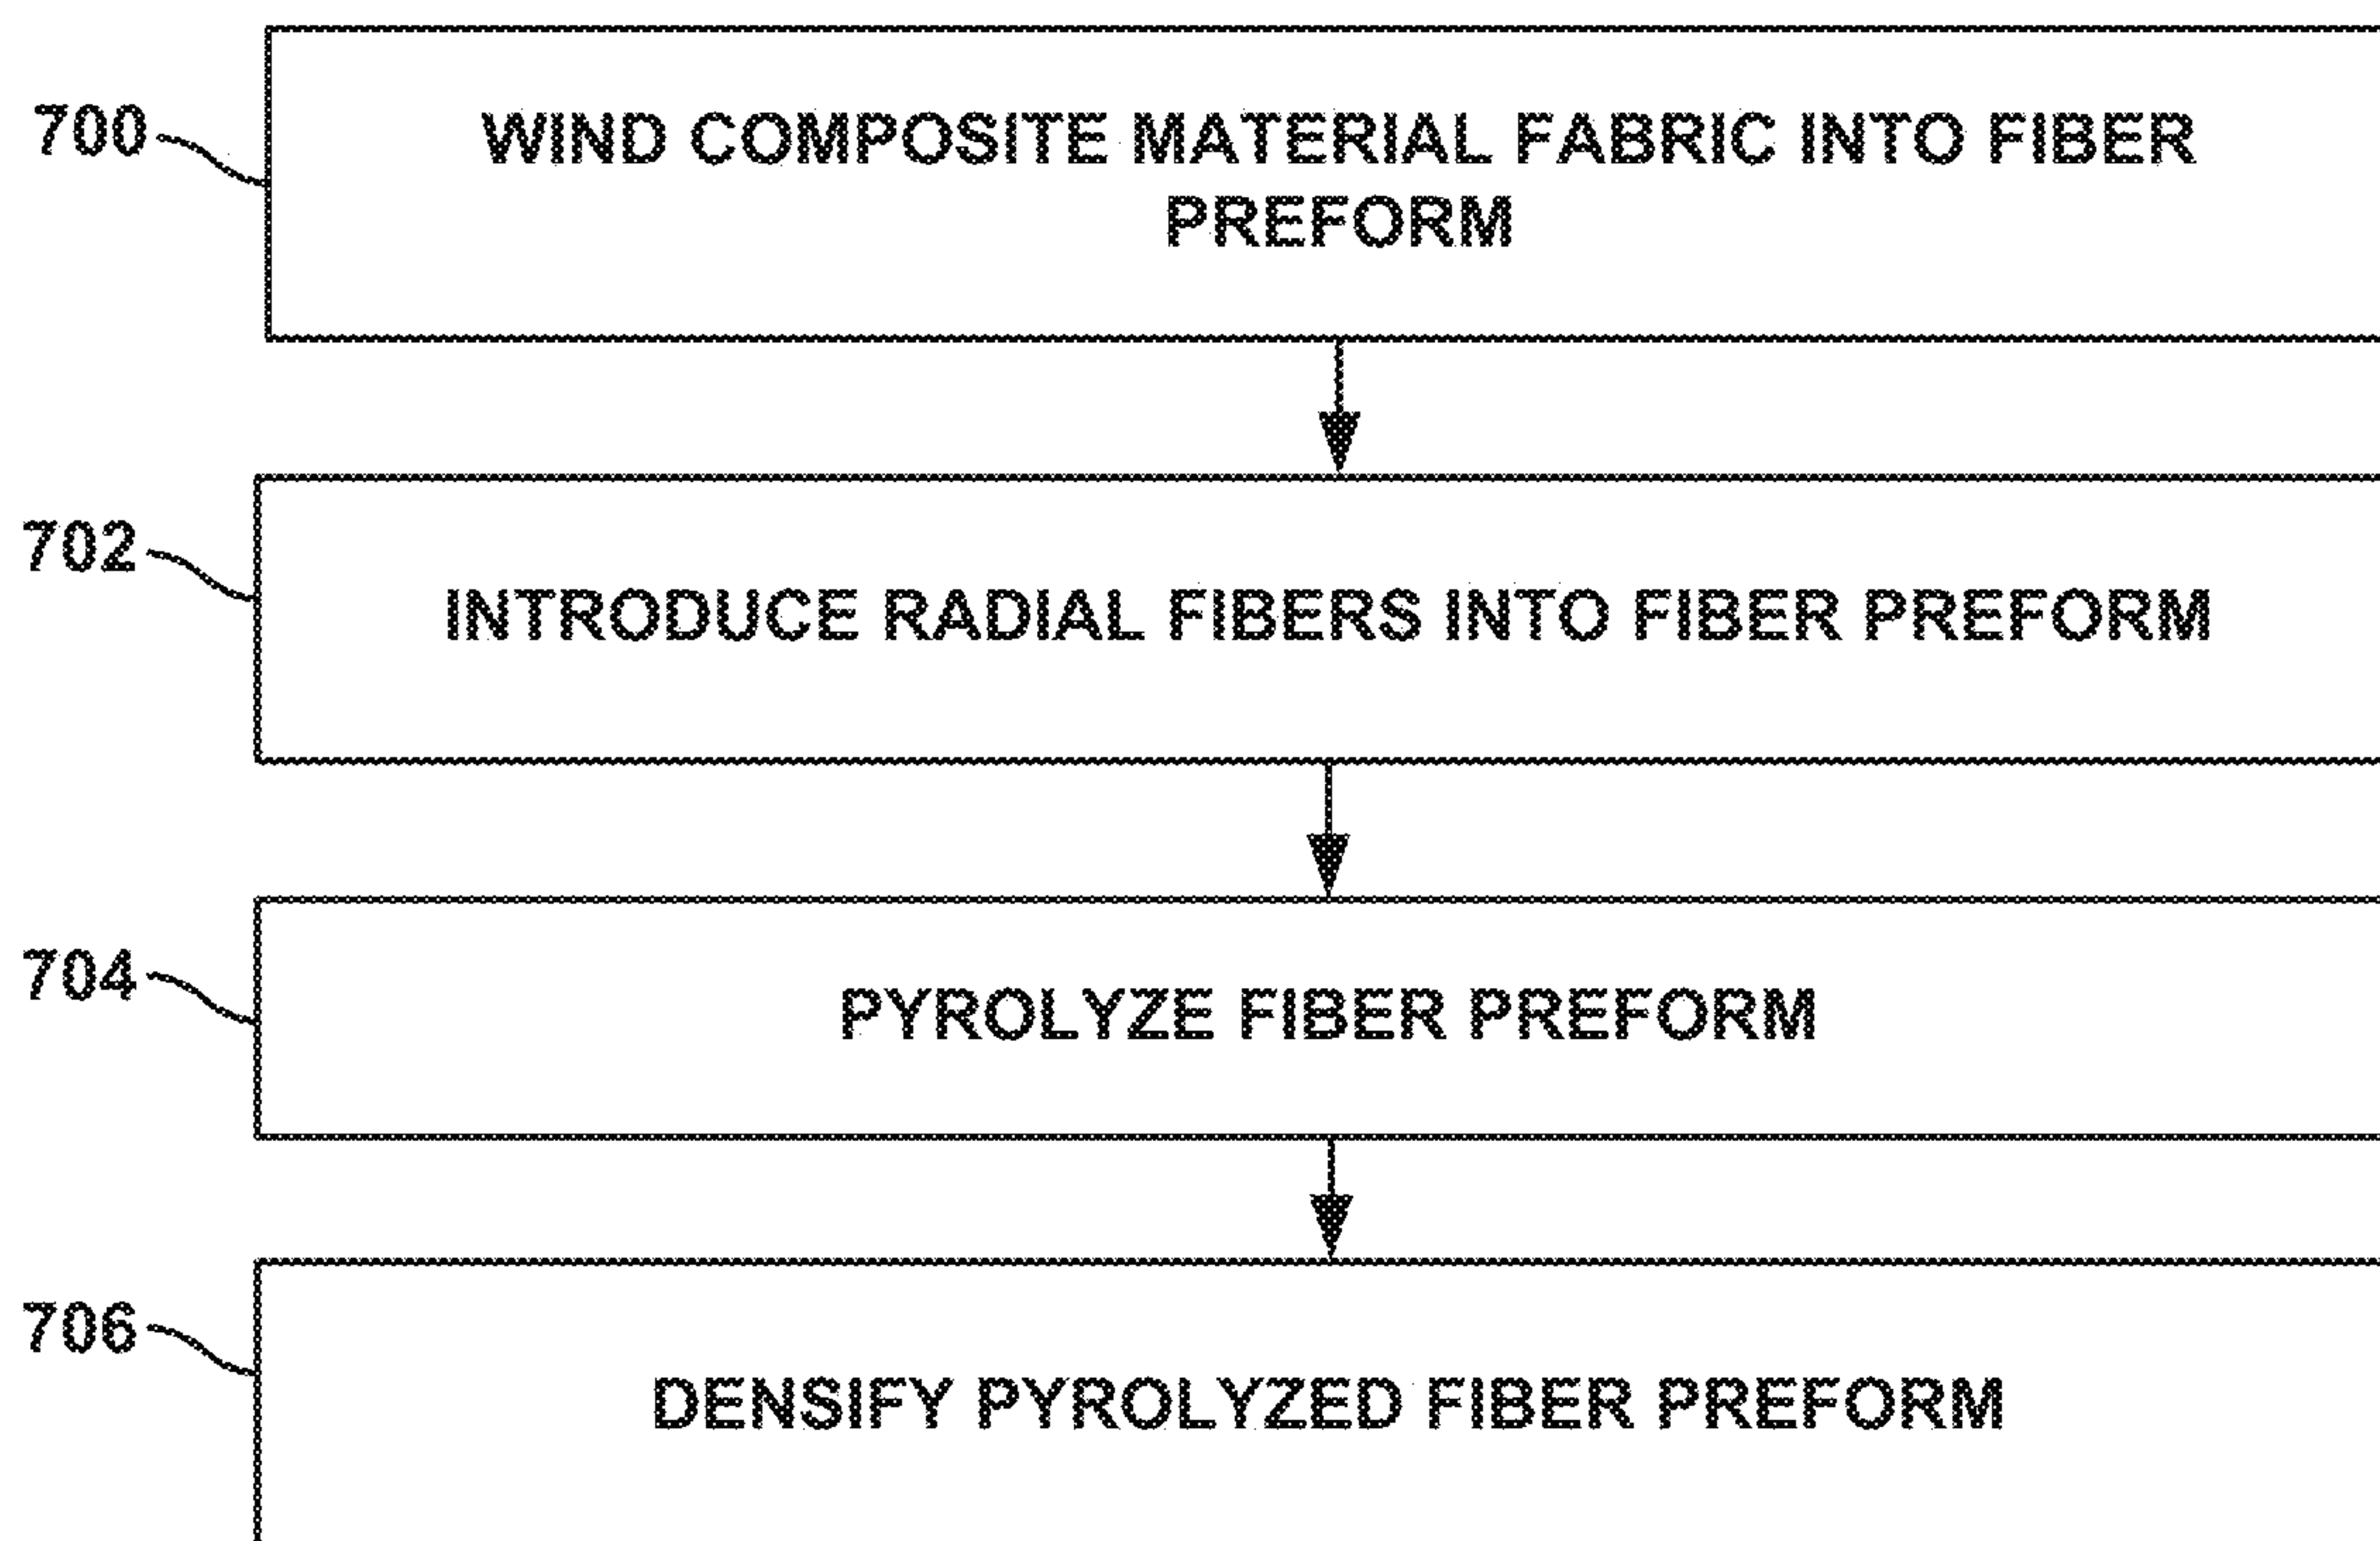 700
WIND COMPOSITE MATERIAL FABRIC INTO FIBER
PREFORM
702
INTRODUCE RADIAL FIBERS INTO FIBER PREFORM
704
PYROLYZE FIBER PREFORM
706
DENSIFY PYROLYZED FIBER PREFORM